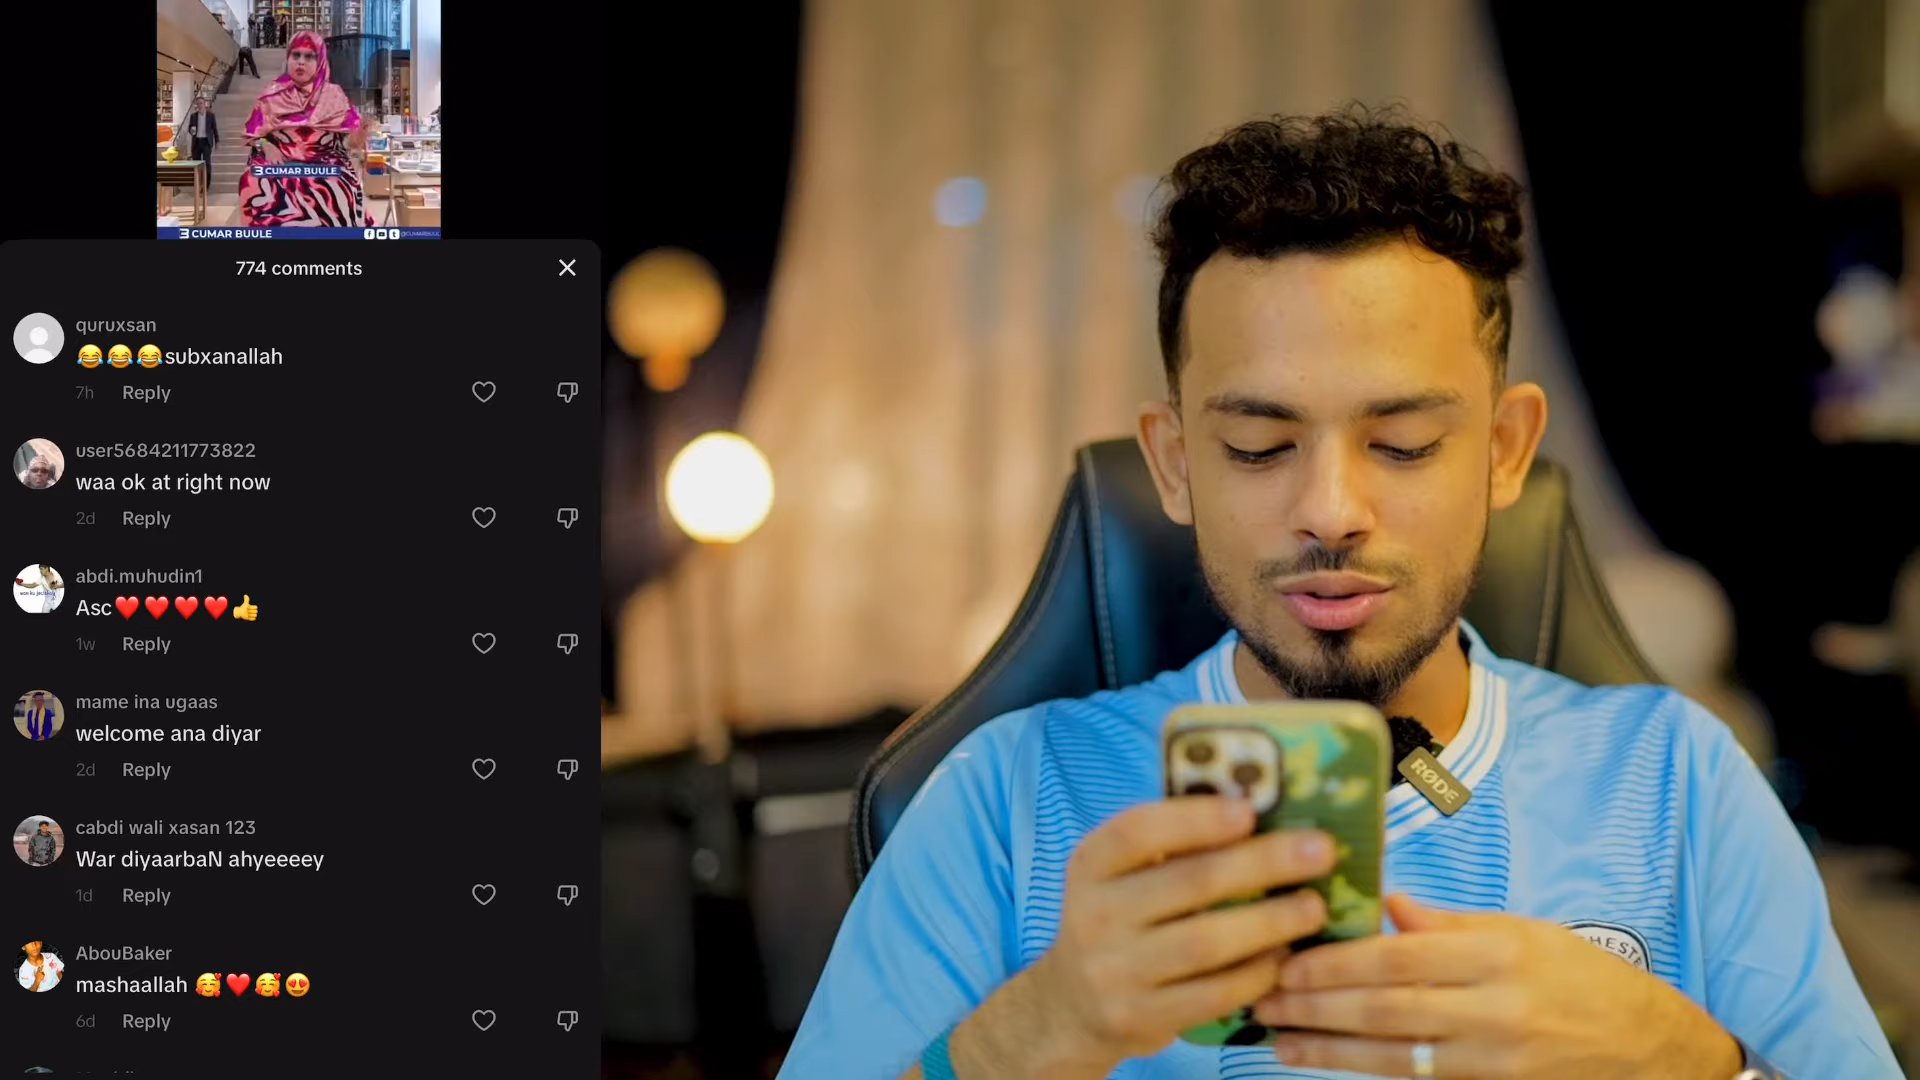 CUMAR BUULE
CUMAR BUULE
774 comments
quruxsan
😂😂😂subxanallah
7h Reply
user5684211773822
waa ok at right now
2d Reply
abdi.muhudin1
Asc❤️❤️❤️❤️👍
1w Reply
mame ina ugaas
welcome ana diyar
2d Reply
cabdi wali xasan 123
War diyaarbaN ahyeeeey
1d Reply
AbouBaker
mashaallah 🥰❤️🥰😍
6d Reply
RØDE
CHEST